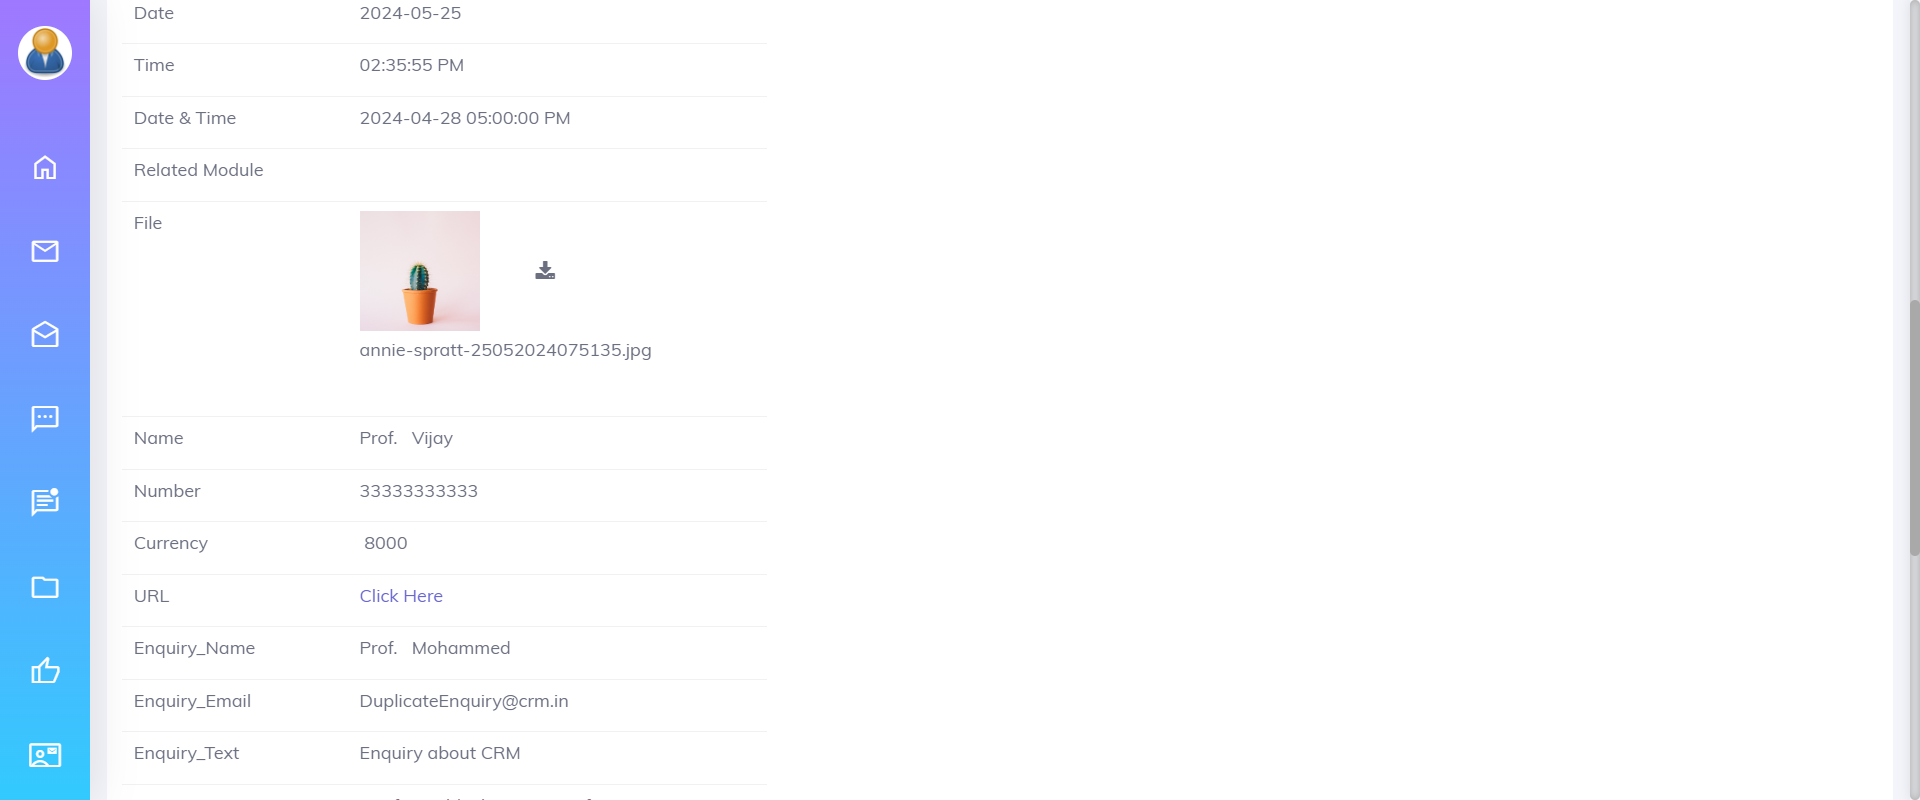 Date 2024-05-25
Time 02:35:55 PM
Date & Time 2024-04-28 05:00:00 PM
Related Module
File
annie-spratt-25052024075135.jpg
Name Prof. Vijay
Number 33333333333
Currency 8000
URL Click Here
Enquiry_Name Prof. Mohammed
Enquiry_Email DuplicateEnquiry@crm.in
Enquiry_Text Enquiry about CRM